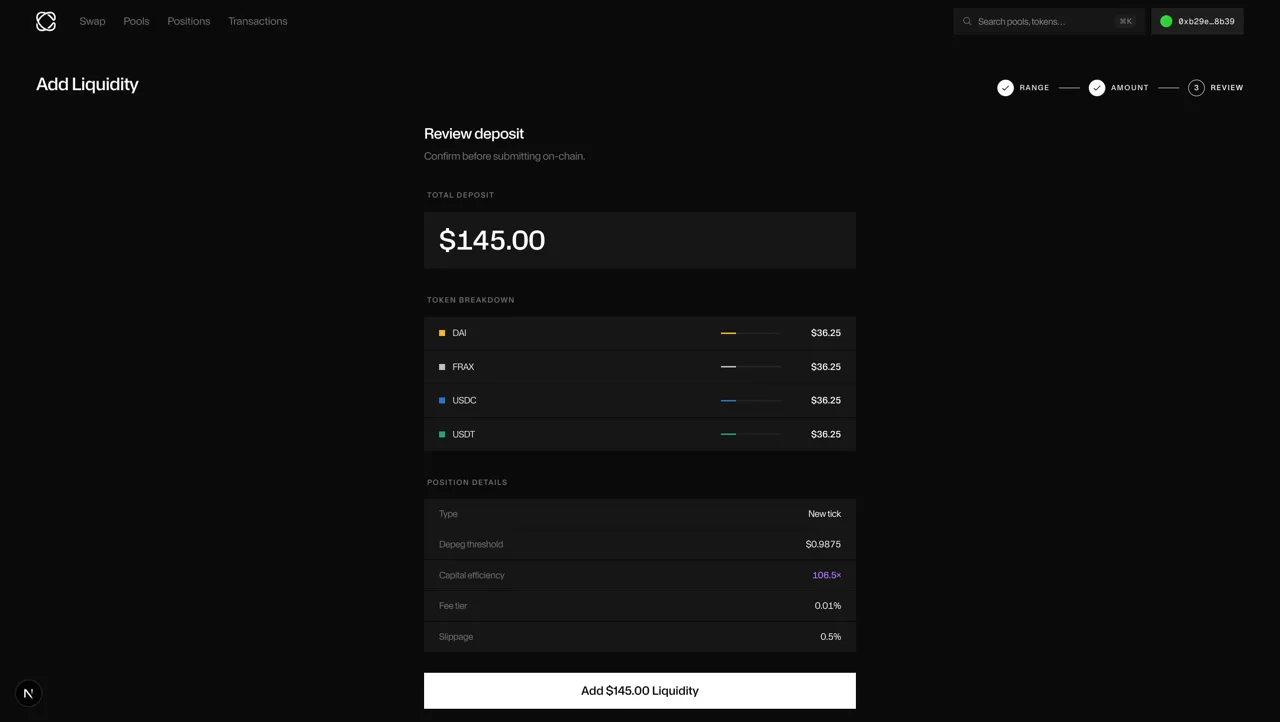 Swap Pools Positions Transactions Search pools, tokens... ⌘K 0xb29e…8b39
Add Liquidity
RANGE AMOUNT 3 REVIEW
Review deposit
Confirm before submitting on-chain.
TOTAL DEPOSIT
$145.00
TOKEN BREAKDOWN
DAI $36.25
FRAX $36.25
USDC $36.25
USDT $36.25
POSITION DETAILS
Type New tick
Depeg threshold $0.9875
Capital efficiency 106.5×
Fee tier 0.01%
Slippage 0.5%
Add $145.00 Liquidity
N